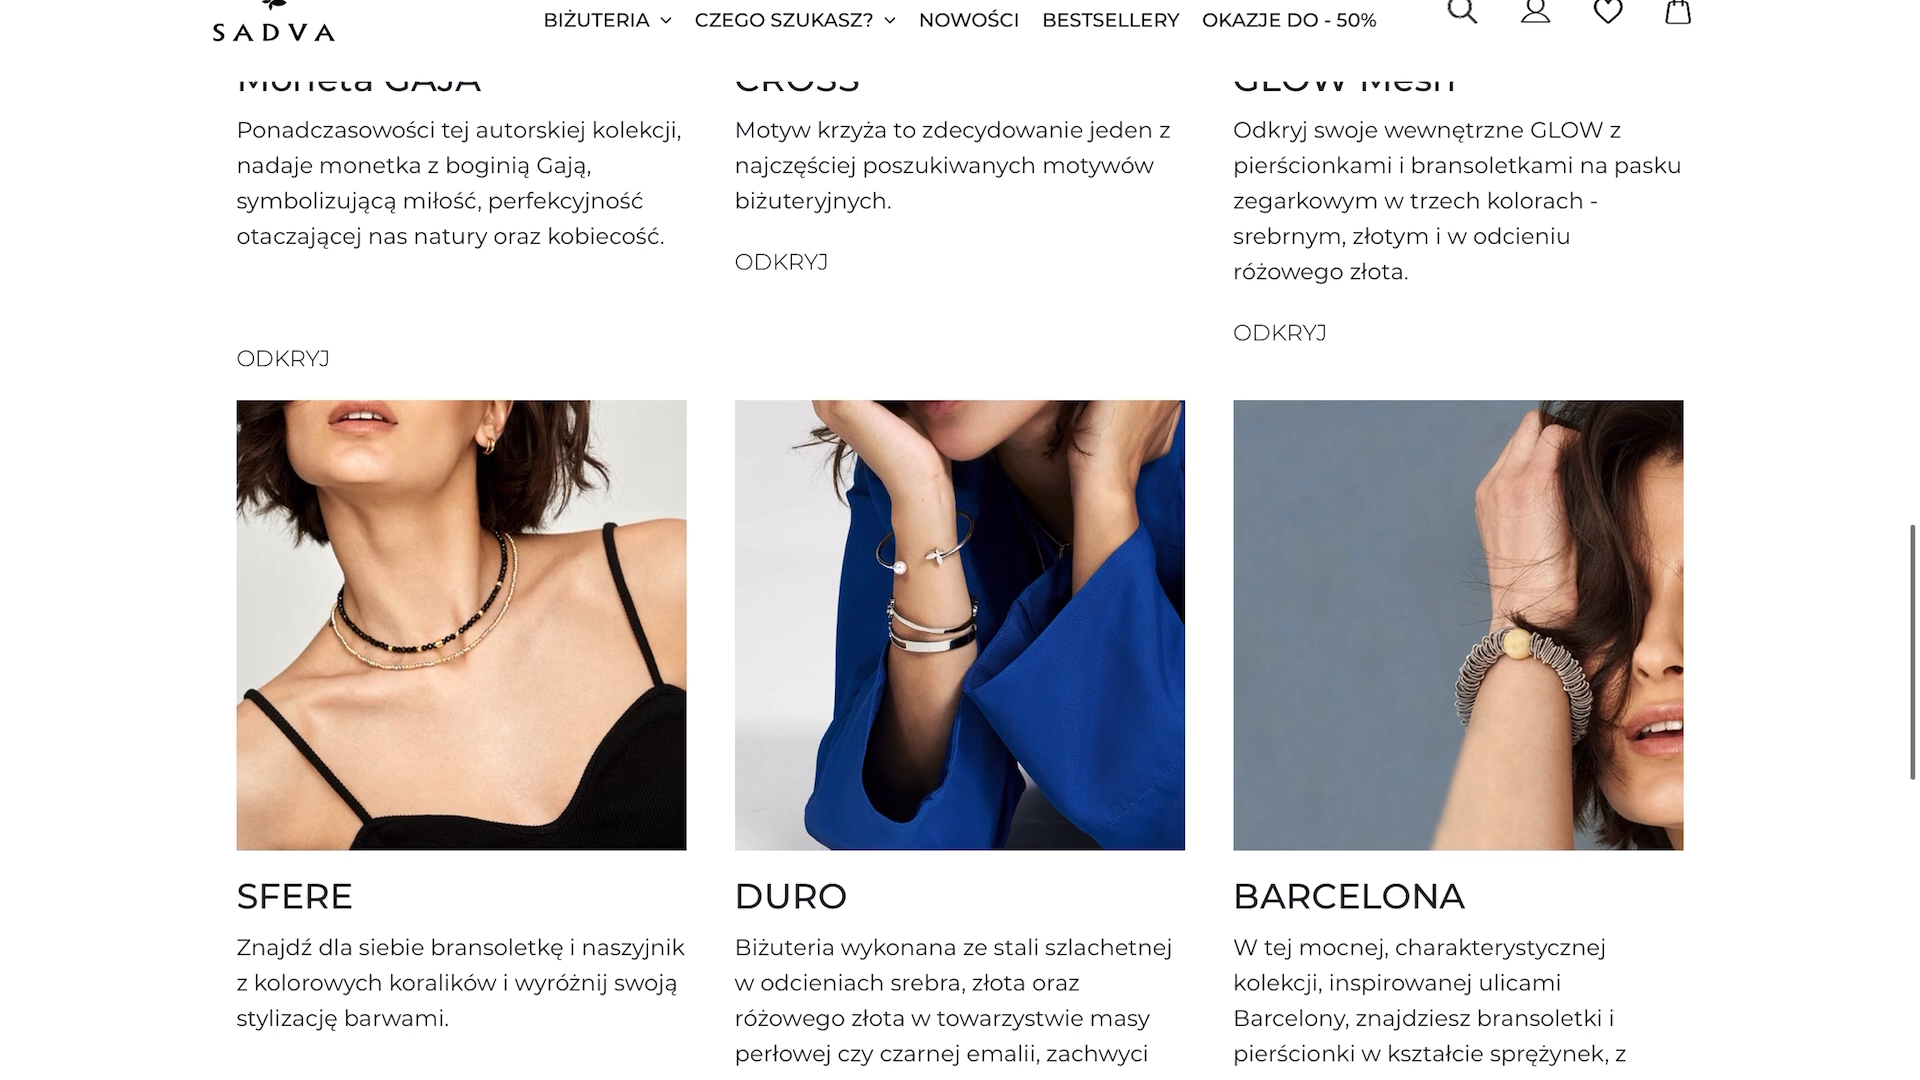 SADVA
BIŻUTERIA
CZEGO SZUKASZ?
NOWOŚCI
BESTSELLERY
OKAZJE DO - 50%
Moneta GAJA
Ponadczasowości tej autorskiej kolekcji,
nadaje monetka z boginią Gają,
symbolizującą miłość, perfekcyjność
otaczającej nas natury oraz kobiecość.
ODKRYJ
CROSS
Motyw krzyża to zdecydowanie jeden z
najczęściej poszukiwanych motywów
biżuteryjnych.
ODKRYJ
GLOW Mesh
Odkryj swoje wewnętrzne GLOW z
pierścionkami i bransoletkami na pasku
zegarkowym w trzech kolorach -
srebrnym, złotym i w odcieniu
różowego złota.
ODKRYJ
SFERE
Znajdź dla siebie bransoletkę i naszyjnik
z kolorowych koralików i wyróżnij swoją
stylizację barwami.
DURO
Biżuteria wykonana ze stali szlachetnej
w odcieniach srebra, złota oraz
różowego złota w towarzystwie masy
perłowej czy czarnej emalii, zachwyci
BARCELONA
W tej mocnej, charakterystycznej
kolekcji, inspirowanej ulicami
Barcelony, znajdziesz bransoletki i
pierścionki w kształcie sprężynek, z